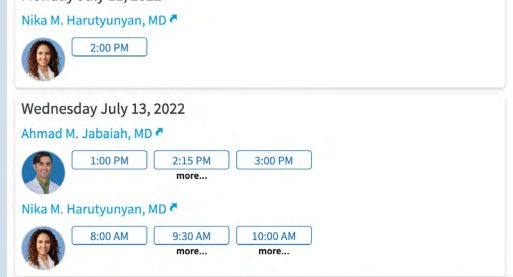 Nika M. Harutyunyan, MD
2:00 PM
Wednesday July 13, 2022
Ahmad M. Jabaiah, MD
1:00 PM 2:15 PM 3:00 PM
more...
Nika M. Harutyunyan, MD
8:00 AM 9:30 AM 10:00 AM
more... more...